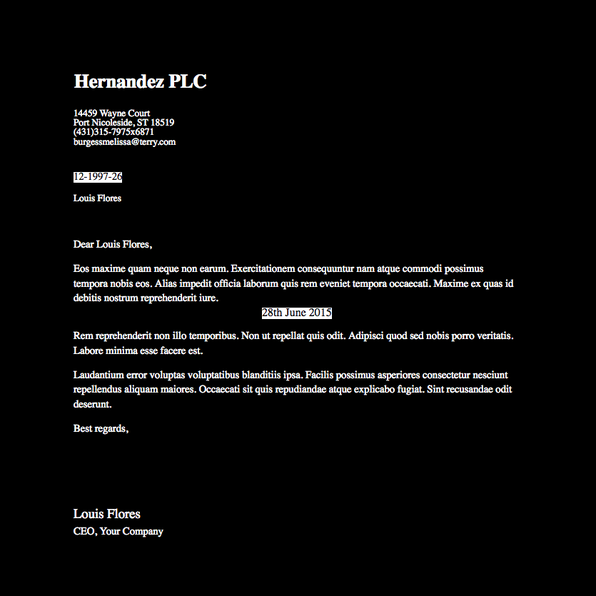 Hernandez PLC
14459 Wayne Court
Port Nicoleside, ST 18519
(431)315-7975x6871
burgessmelissa@terry.com
12-1997-26
Louis Flores
Dear Louis Flores,
Eos maxime quam neque non earum. Exercitationem consequuntur nam atque commodi possimus
tempora nobis eos. Alias impedit officia laborum quis rem eveniet tempora occaecati. Maxime ex quas id
debitis nostrum reprehenderit iure.
28th June 2015
Rem reprehenderit non illo temporibus. Non ut repellat quis odit. Adipisci quod sed nobis porro veritatis.
Labore minima esse facere est.
Laudantium error voluptas voluptatibus blanditiis ipsa. Facilis possimus asperiores consectetur nesciunt
repellendus aliquam maiores. Occaecati sit quis repudiandae atque explicabo fugiat. Sint recusandae odit
deserunt.
Best regards,
Louis Flores
CEO, Your Company